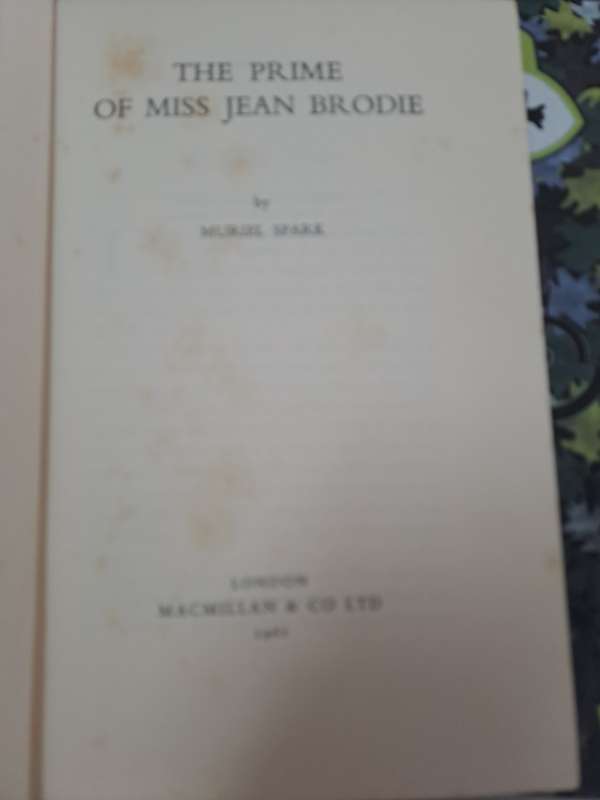 THE PRIME
OF MISS JEAN BRODIE
by
MURIEL SPARK
LONDON
MACMILLAN & CO LTD